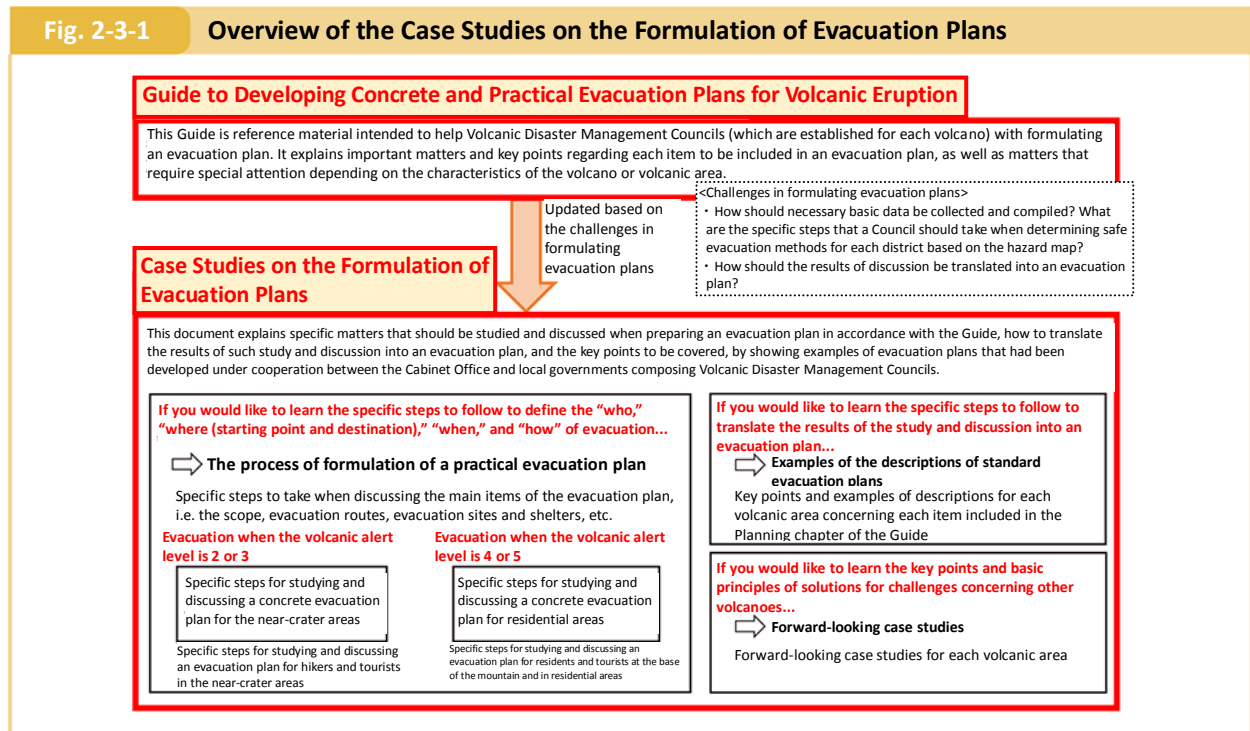 Fig. 2-3-1
Overview of the Case Studies on the Formulation of Evacuation Plans
Guide to Developing Concrete and Practical Evacuation Plans for Volcanic Eruption
This Guide is reference material intended to help Volcanic Disaster Management Councils (which are established for each volcano) with formulating
an evacuation plan. It explains important matters and key points regarding each item to be included in an evacuation plan, as well as matters that
require special attention depending on the characteristics of the volcano or volcanic area.
Updated based on
the challenges in
formulating
evacuation plans
<Challenges in formulating evacuation plans>
・How should necessary basic data be collected and compiled? What
are the specific steps that a Council should take when determining safe
evacuation methods for each district based on the hazard map?
・How should the results of discussion be translated into an evacuation
plan?
Case Studies on the Formulation of
Evacuation Plans
This document explains specific matters that should be studied and discussed when preparing an evacuation plan in accordance with the Guide, how to translate
the results of such study and discussion into an evacuation plan, and the key points to be covered, by showing examples of evacuation plans that had been
developed under cooperation between the Cabinet Office and local governments composing Volcanic Disaster Management Councils.
If you would like to learn the specific steps to follow to define the “who,”
“where (starting point and destination),” “when,” and “how” of evacuation...
The process of formulation of a practical evacuation plan
Specific steps to take when discussing the main items of the evacuation plan,
i.e. the scope, evacuation routes, evacuation sites and shelters, etc.
Evacuation when the volcanic alert
level is 2 or 3
Specific steps for studying and
discussing a concrete evacuation
plan for the near-crater areas
Specific steps for studying and discussing
an evacuation plan for hikers and tourists
in the near-crater areas
Evacuation when the volcanic alert
level is 4 or 5
Specific steps for studying and
discussing a concrete evacuation
plan for residential areas
Specific steps for studying and discussing an
evacuation plan for residents and tourists at the base
of the mountain and in residential areas
If you would like to learn the specific steps to follow to
translate the results of the study and discussion into an
evacuation plan...
Examples of the descriptions of standard
evacuation plans
Key points and examples of descriptions for each
volcanic area concerning each item included in the
Planning chapter of the Guide
If you would like to learn the key points and basic
principles of solutions for challenges concerning other
volcanoes...
Forward-looking case studies
Forward-looking case studies for each volcanic area